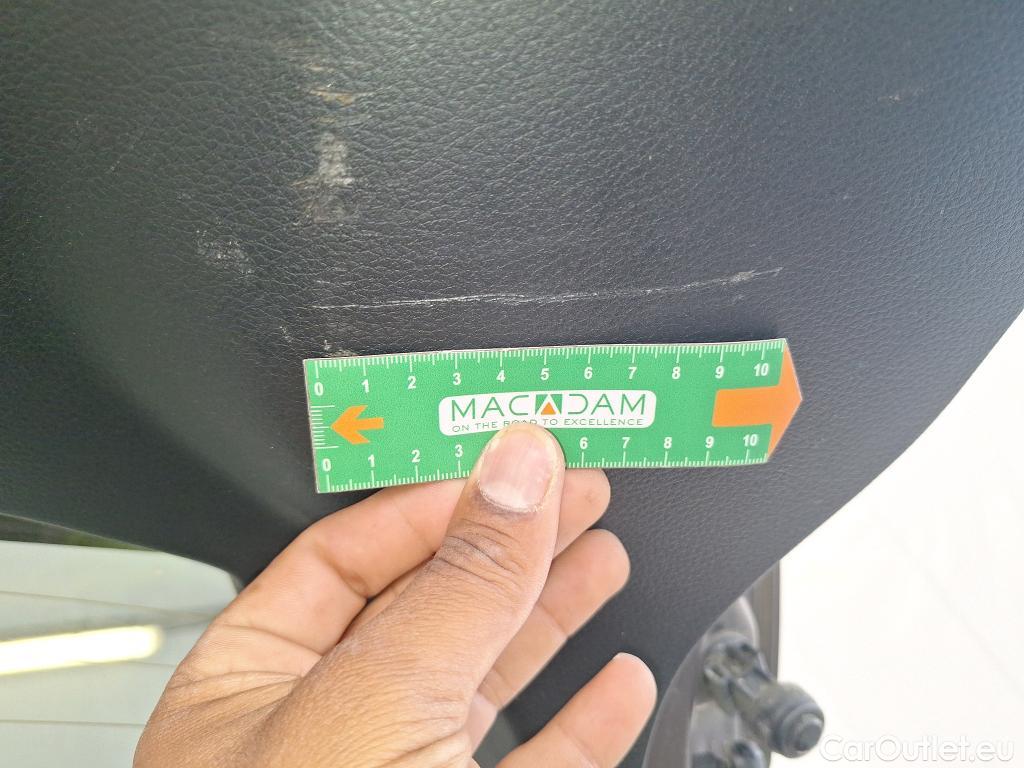 0 1 2 3 4 5 6 7 8 9 10
MACADAM
ON THE ROAD TO EXCELLENCE
0 1 2 3 6 7 8 9 10
CarOutlet.eu